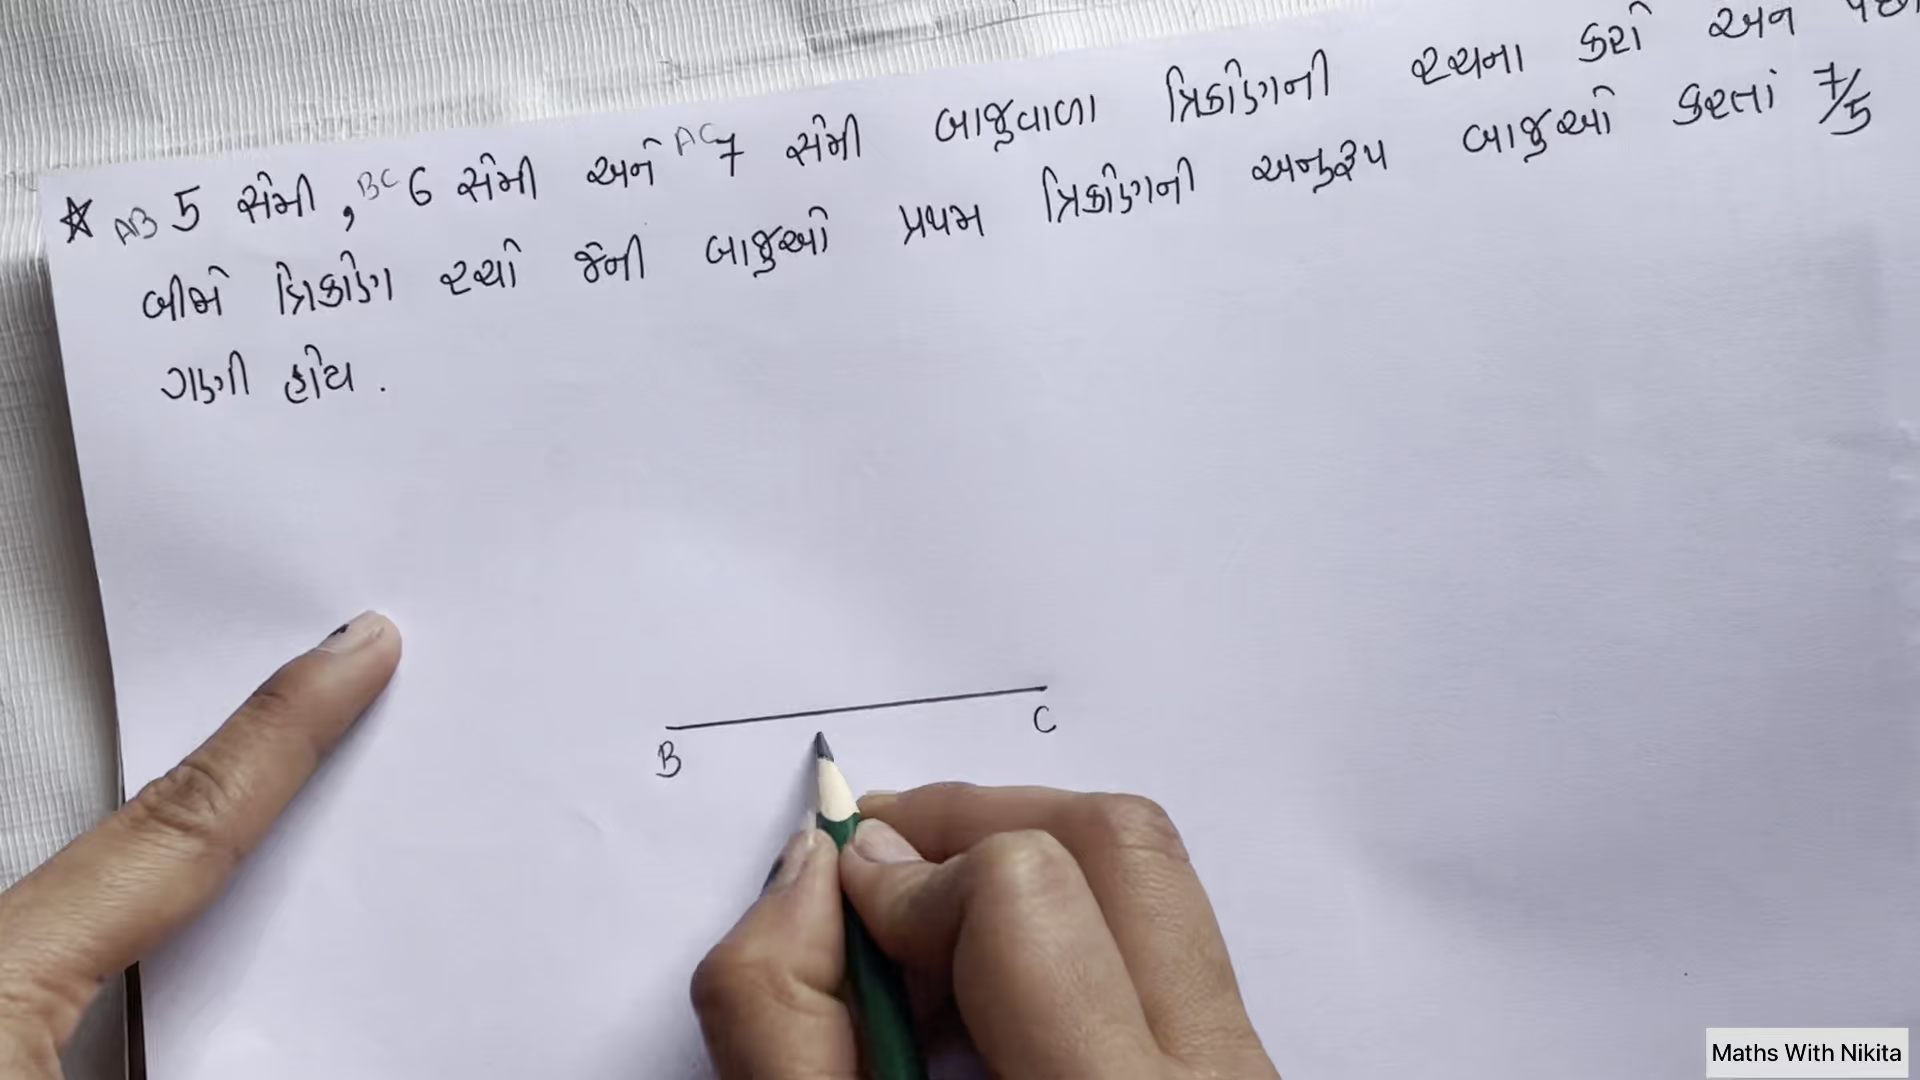 ☆ AB 5 સેમી , BC 6 સેમી અને AC 7 સેમી બાજુવાળા ત્રિકોણની રચના કરો અને પછી
બીજો ત્રિકોણ રચો જેની બાજુઓ પ્રથમ ત્રિકોણની અનુરૂપ બાજુઓ કરતાં 7/5
ગણી હોય .
B C
Maths With Nikita